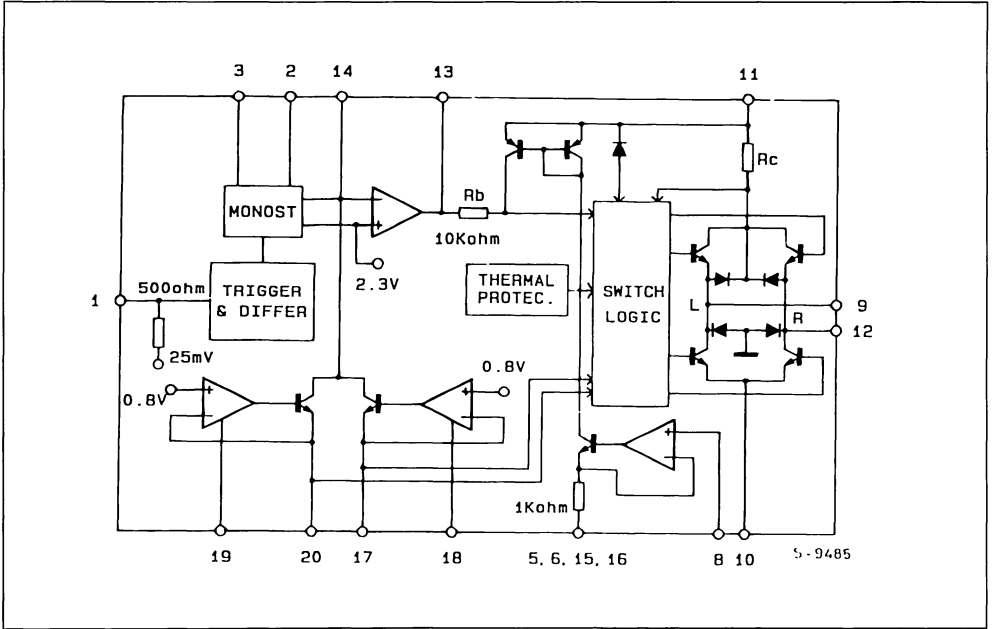 3 2 14 13 11
Rc
Rb
MONOST
+
-
10Kohm
2.3V
THERMAL
PROTEC.
SWITCH
LOGIC
500ohm
TRIGGER
& DIFFER
1
L
R
9
12
25mV
0.8V
+
-
0.8V
+
-
+
-
1Kohm
19 20 17 18 5, 6, 15, 16 8 10
S-9485